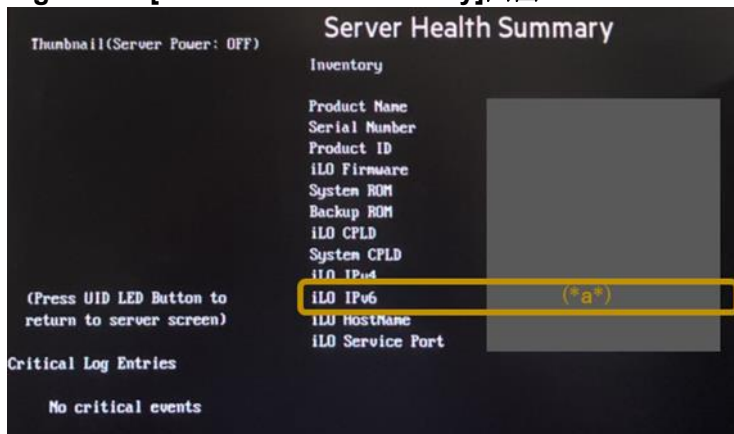 Server Health Summary
Thumbnail(Server Power: OFF)
Inventory
Product Name
Serial Number
Product ID
iLO Firmware
System ROM
Backup ROM
iLO CPLD
System CPLD
iLO IPv4
iLO IPv6 (*a*)
iLO HostName
iLO Service Port
(Press UID LED Button to
return to server screen)
Critical Log Entries
No critical events